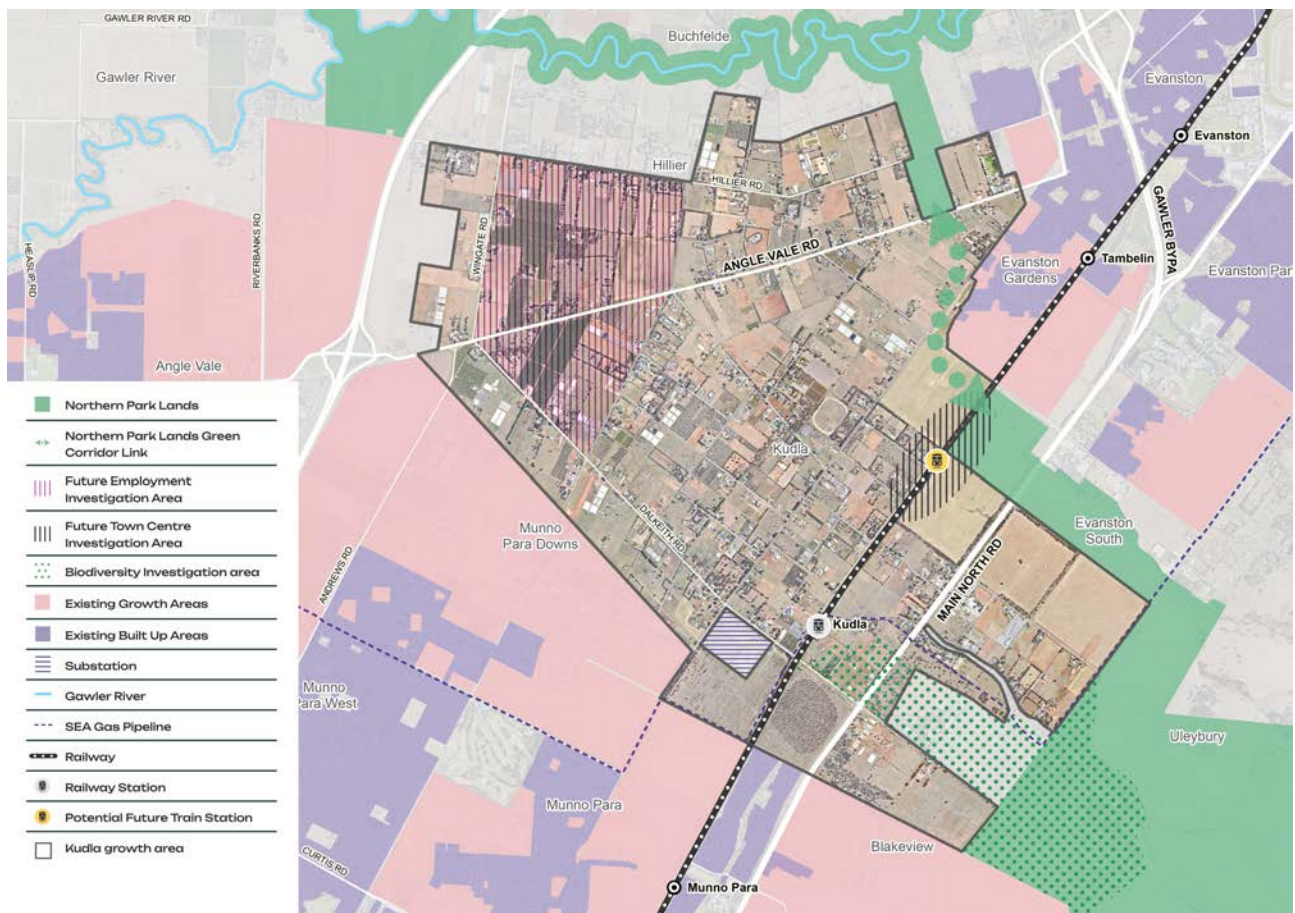 GAWLER RIVER RD
Buchfelde
Gawler River
Evanston
Evanston
Hillier
HILLIER RD
WINGATE RD
RIVERBANKS RD
HEASLIP RD
GAWLER BYPA
ANGLE VALE RD
Tambelin
Evanston
Gardens
Evanston Par
Angle Vale
Kudla
DALKEITH RD
Munno
Para Downs
Evanston
South
ANDREWS RD
MAIN NORTH RD
Kudla
Munno
Para West
Uleybury
Munno Para
Blakeview
CURTIS RD
Munno Para
Northern Park Lands
Northern Park Lands Green
Corridor Link
Future Employment
Investigation Area
Future Town Centre
Investigation Area
Biodiversity Investigation area
Existing Growth Areas
Existing Built Up Areas
Substation
Gawler River
SEA Gas Pipeline
Railway
Railway Station
Potential Future Train Station
Kudla growth area